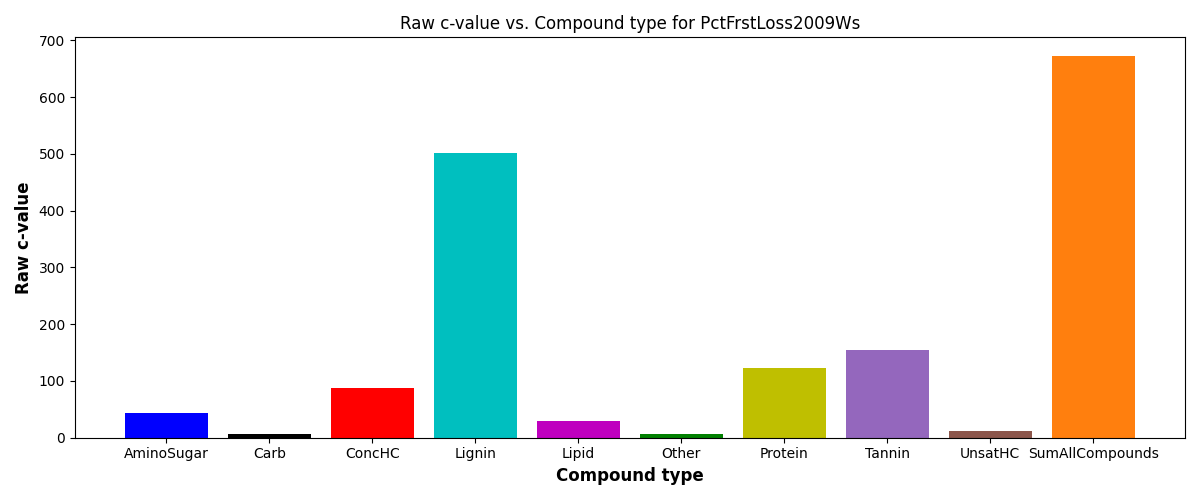 Raw c-value vs. Compound type for PctFrstLoss2009Ws
700
600
500
400
300
200
100
0
Raw c-value
AminoSugar Carb ConcHC Lignin Lipid Other Protein Tannin UnsatHC SumAllCompounds
Compound type